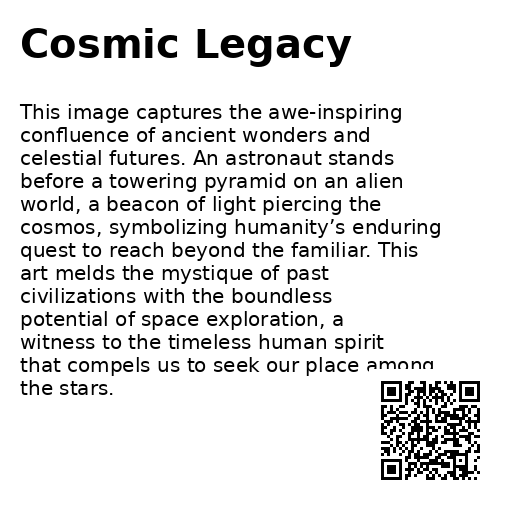 Cosmic Legacy
This image captures the awe-inspiring
confluence of ancient wonders and
celestial futures. An astronaut stands
before a towering pyramid on an alien
world, a beacon of light piercing the
cosmos, symbolizing humanity’s enduring
quest to reach beyond the familiar. This
art melds the mystique of past
civilizations with the boundless
potential of space exploration, a
witness to the timeless human spirit
that compels us to seek our place among
the stars.